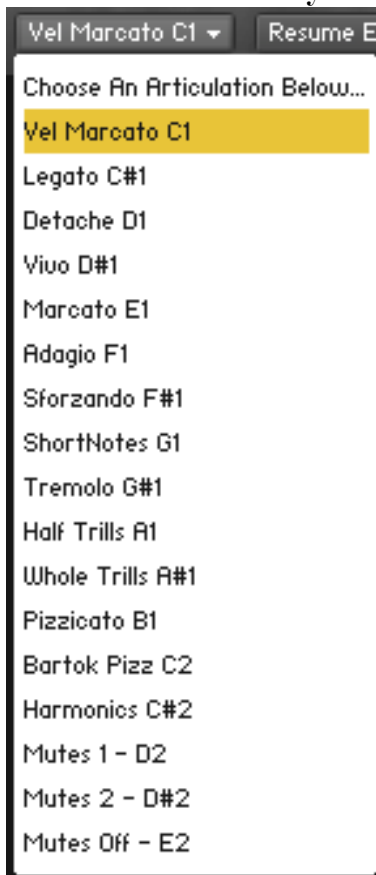 Vel Marcato C1 Resume E
Choose An Articulation Below...
Vel Marcato C1
Legato C#1
Detache D1
Vivo D#1
Marcato E1
Adagio F1
Sforzando F#1
ShortNotes G1
Tremolo G#1
Half Trills A1
Whole Trills A#1
Pizzicato B1
Bartok Pizz C2
Harmonics C#2
Mutes 1 - D2
Mutes 2 - D#2
Mutes Off - E2